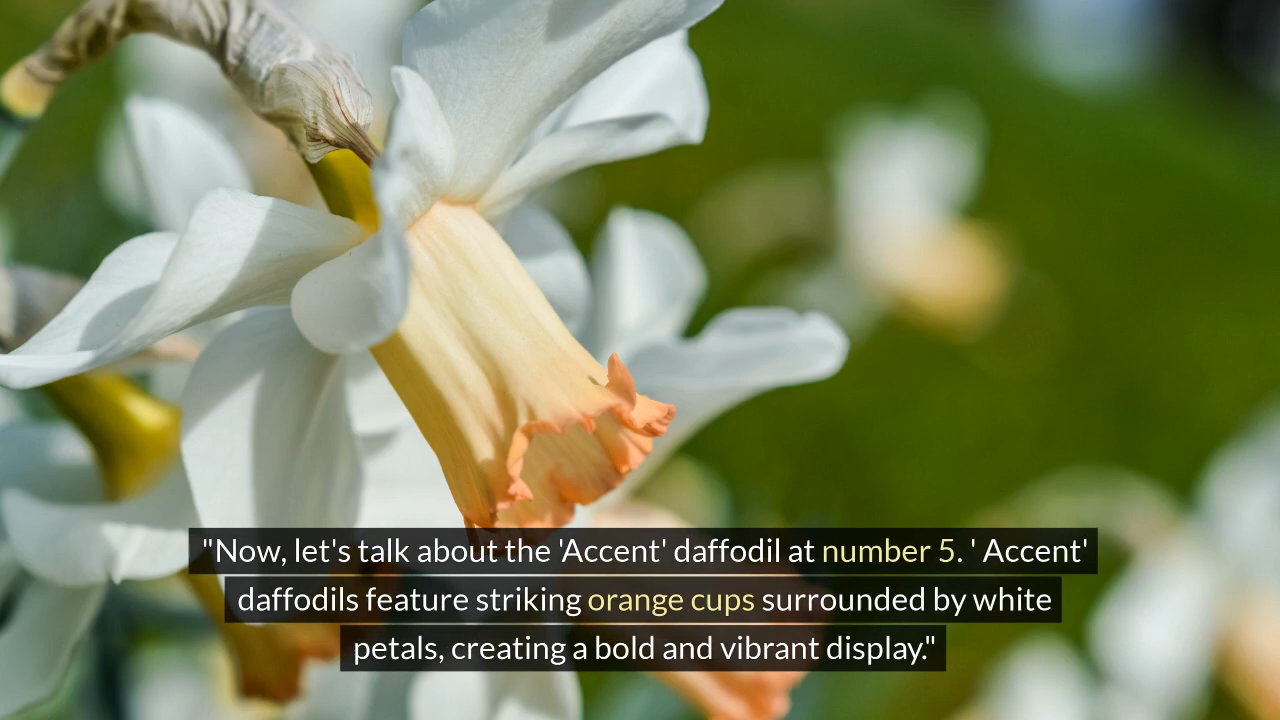 "Now, let's talk about the 'Accent' daffodil at number 5. ' Accent'
daffodils feature striking orange cups surrounded by white
petals, creating a bold and vibrant display."